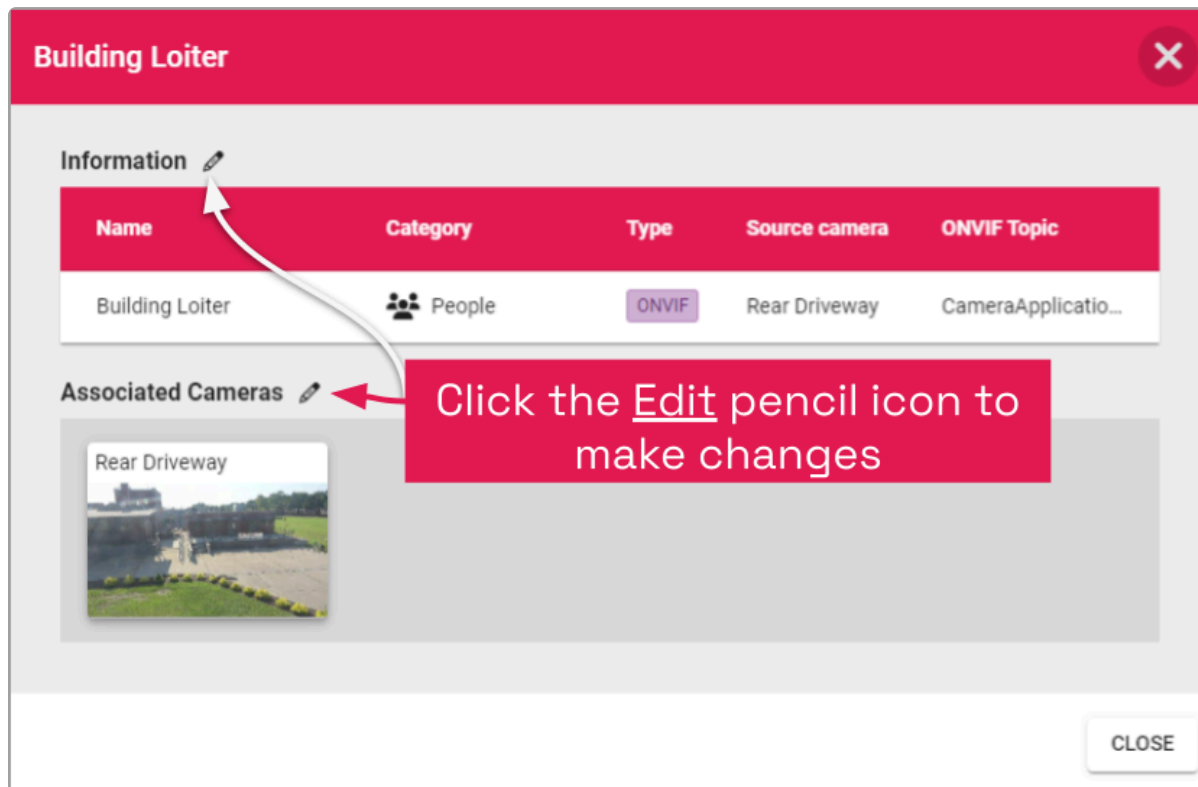 Building Loiter
Information
Name Category Type Source camera ONVIF Topic
Building Loiter People ONVIF Rear Driveway CameraApplicatio...
Associated Cameras
Click the Edit pencil icon to
make changes
Rear Driveway
CLOSE